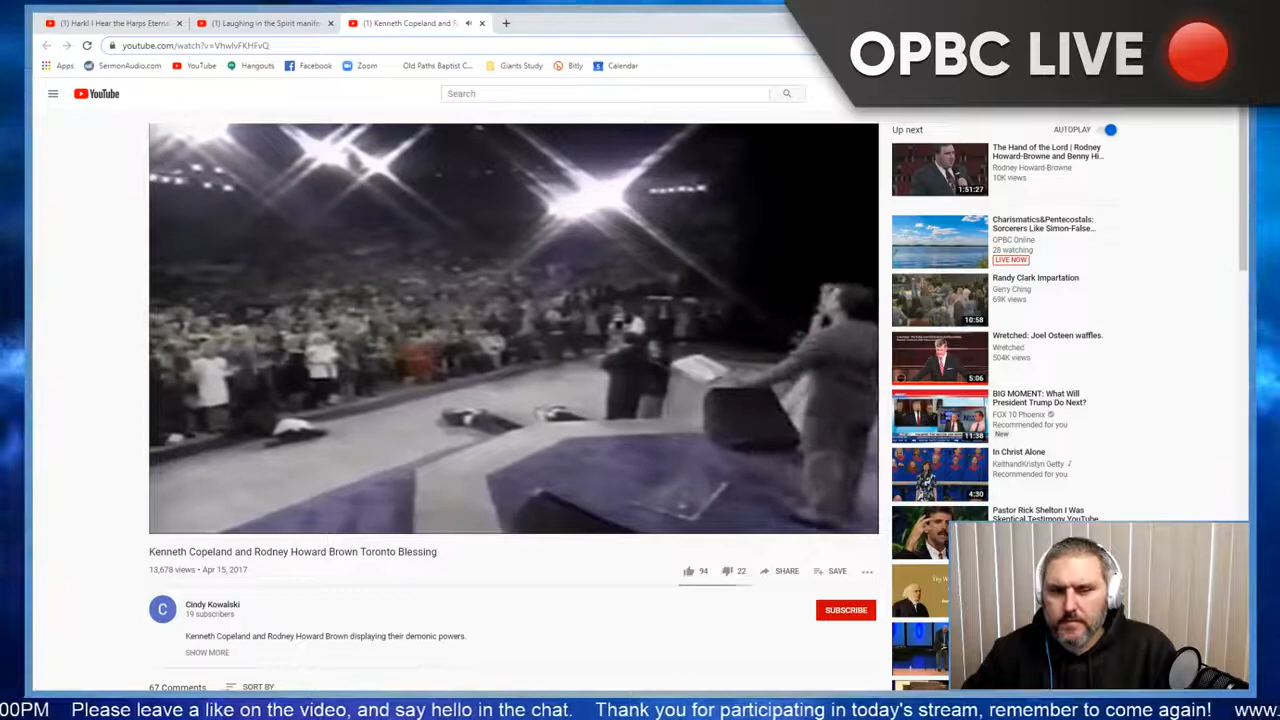 (1) Hark! I Hear the Harps Eterna
(1) Laughing in the Spirit manifes
(1) Kenneth Copeland and R
youtube.com/watch?v=VhwIvFKHFvQ
Apps
SermonAudio.com
YouTube
Hangouts
Facebook
Zoom
Old Paths Baptist C...
Giants Study
Bitly
Calendar
OPBC LIVE
YouTube
Search
Up next
AUTOPLAY
The Hand of the Lord | Rodney
Howard-Browne and Benny Hi...
Rodney Howard-Browne
10K views
1:51:27
Charismatics&Pentecostals:
Sorcerers Like Simon-False...
OPBC Online
28 watching
LIVE NOW
Randy Clark Impartation
Gerry Ching
69K views
10:58
Wretched: Joel Osteen waffles.
Wretched
504K views
5:06
BIG MOMENT: What Will
President Trump Do Next?
FOX 10 Phoenix
Recommended for you
New
11:38
In Christ Alone
KeithandKristyn Getty
Recommended for you
4:30
Pastor Rick Shelton I Was
Skeptical Testimony YouTube
Kenneth Copeland and Rodney Howard Brown Toronto Blessing
13,678 views • Apr 15, 2017
94
22
SHARE
SAVE
C
Cindy Kowalski
19 subscribers
SUBSCRIBE
Kenneth Copeland and Rodney Howard Brown displaying their demonic powers.
SHOW MORE
67 Comments
SORT BY
:00PM Please leave a like on the video, and say hello in the chat. Thank you for participating in today's stream, remember to come again! www.